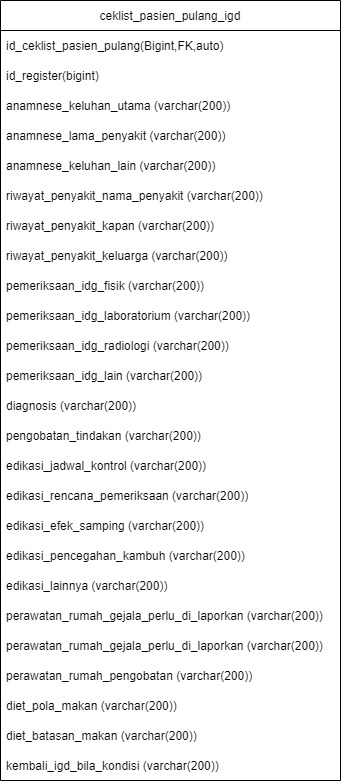 ceklist_pasien_pulang_igd
id_ceklist_pasien_pulang(Bigint,FK,auto)
id_register(bigint)
anamnese_keluhan_utama (varchar(200))
anamnese_lama_penyakit (varchar(200))
anamnese_keluhan_lain (varchar(200))
riwayat_penyakit_nama_penyakit (varchar(200))
riwayat_penyakit_kapan (varchar(200))
riwayat_penyakit_keluarga (varchar(200))
pemeriksaan_idg_fisik (varchar(200))
pemeriksaan_idg_laboratorium (varchar(200))
pemeriksaan_idg_radiologi (varchar(200))
pemeriksaan_idg_lain (varchar(200))
diagnosis (varchar(200))
pengobatan_tindakan (varchar(200))
edikasi_jadwal_kontrol (varchar(200))
edikasi_rencana_pemeriksaan (varchar(200))
edikasi_efek_samping (varchar(200))
edikasi_pencegahan_kambuh (varchar(200))
edikasi_lainnya (varchar(200))
perawatan_rumah_gejala_perlu_di_laporkan (varchar(200))
perawatan_rumah_gejala_perlu_di_laporkan (varchar(200))
perawatan_rumah_pengobatan (varchar(200))
diet_pola_makan (varchar(200))
diet_batasan_makan (varchar(200))
kembali_igd_bila_kondisi (varchar(200))